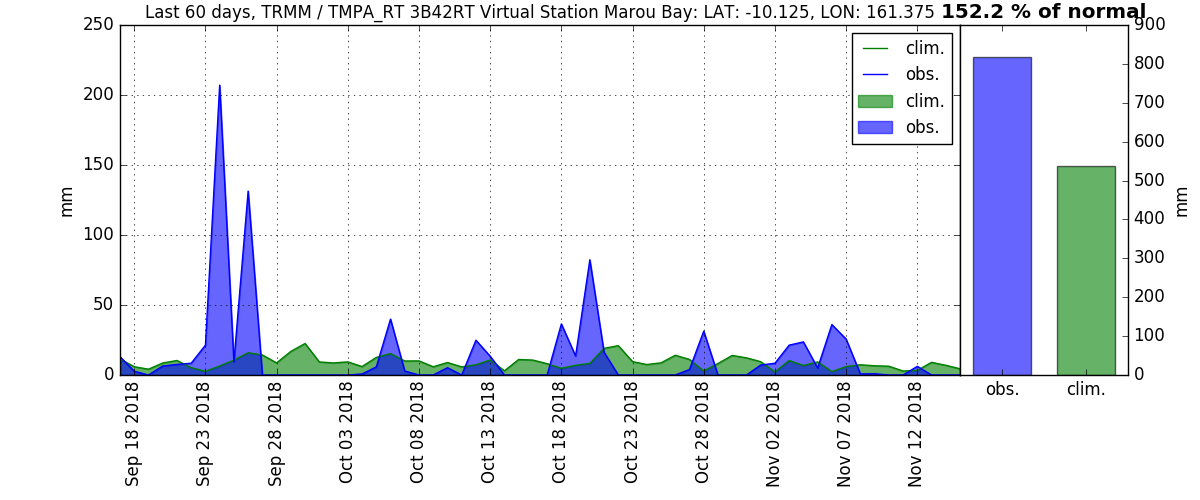 Last 60 days, TRMM / TMPA_RT 3B42RT Virtual Station Marou Bay: LAT: -10.125, LON: 161.375 152.2 % of normal
mm
250
200
150
100
50
0
clim.
obs.
clim.
obs.
Sep 18 2018
Sep 23 2018
Sep 28 2018
Oct 03 2018
Oct 08 2018
Oct 13 2018
Oct 18 2018
Oct 23 2018
Oct 28 2018
Nov 02 2018
Nov 07 2018
Nov 12 2018
obs.
clim.
900
800
700
600
500
400
300
200
100
0
mm